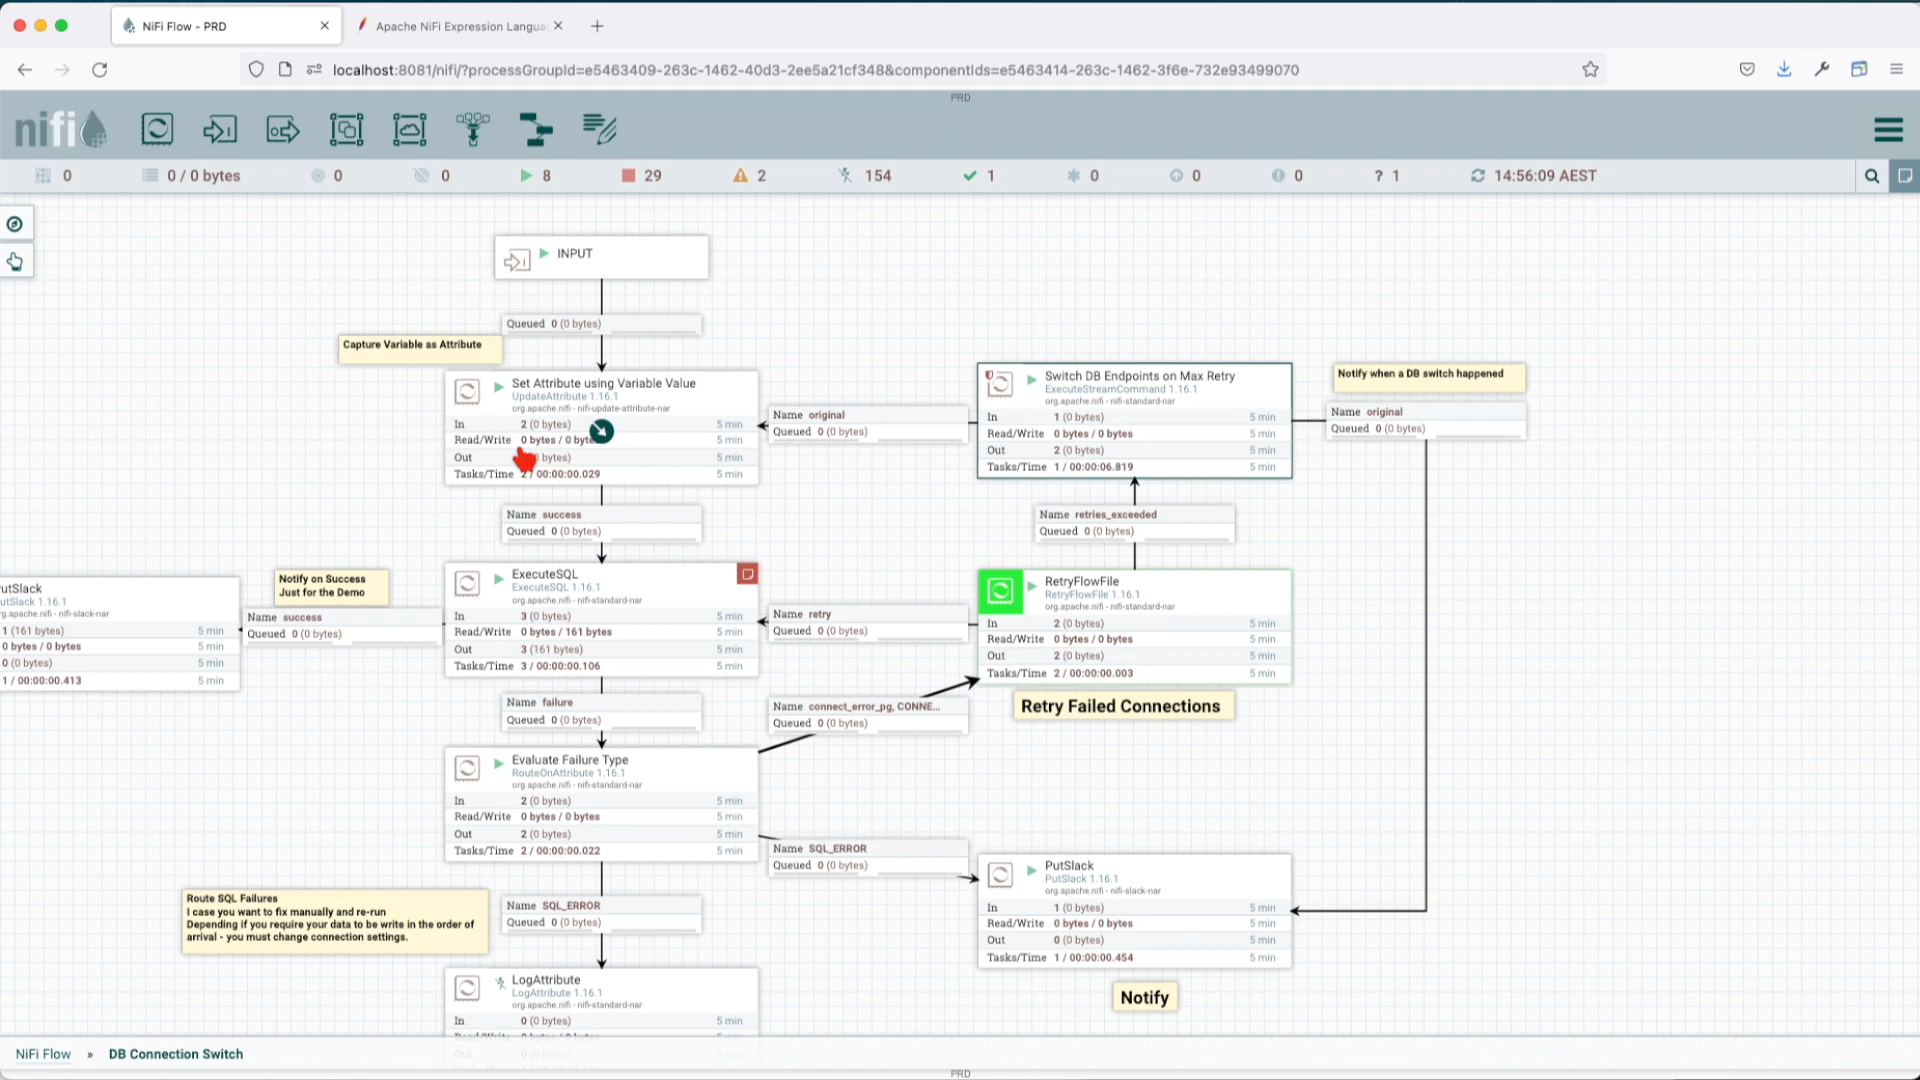 NiFi Flow - PRD
Apache NiFi Expression Langua
localhost:8081/nifi/?processGroupId=e5463409-263c-1462-40d3-2ee5a21cf348&componentIds=e5463414-263c-1462-3f6e-732e93499070
PRD
nifi
0
0 / 0 bytes
0
0
8
29
2
154
1
0
0
0
? 1
14:56:09 AEST
INPUT
Queued 0 (0 bytes)
Capture Variable as Attribute
Set Attribute using Variable Value
UpdateAttribute 1.16.1
org.apache.nifi - nifi-update-attribute-nar
In 2 (0 bytes) 5 min
Read/Write 0 bytes / 0 byte
Out bytes) 5 min
Tasks/Time 2 / 00:00:00.029 5 min
Name original
Queued 0 (0 bytes)
Switch DB Endpoints on Max Retry
ExecuteStreamCommand 1.16.1
org.apache.nifi - nifi-standard-nar
In 1 (0 bytes) 5 min
Read/Write 0 bytes / 0 bytes 5 min
Out 2 (0 bytes) 5 min
Tasks/Time 1 / 00:00:06.819 5 min
Notify when a DB switch happened
Name original
Queued 0 (0 bytes)
Name success
Queued 0 (0 bytes)
Name retries_exceeded
Queued 0 (0 bytes)
utSlack
utSlack 1.16.1
rg.apache.nifi - nifi-slack-nar
1 (161 bytes) 5 min
0 bytes / 0 bytes 5 min
0 (0 bytes) 5 min
1 / 00:00:00.413 5 min
Notify on Success
Just for the Demo
Name success
Queued 0 (0 bytes)
ExecuteSQL
ExecuteSQL 1.16.1
org.apache.nifi - nifi-standard-nar
In 3 (0 bytes) 5 min
Read/Write 0 bytes / 161 bytes 5 min
Out 3 (161 bytes) 5 min
Tasks/Time 3 / 00:00:00.106 5 min
Name retry
Queued 0 (0 bytes)
RetryFlowFile
RetryFlowFile 1.16.1
org.apache.nifi - nifi-standard-nar
In 2 (0 bytes) 5 min
Read/Write 0 bytes / 0 bytes 5 min
Out 2 (0 bytes) 5 min
Tasks/Time 2 / 00:00:00.003 5 min
Retry Failed Connections
Name failure
Queued 0 (0 bytes)
Name connect_error_pg, CONNE...
Queued 0 (0 bytes)
Evaluate Failure Type
RouteOnAttribute 1.16.1
org.apache.nifi - nifi-standard-nar
In 2 (0 bytes) 5 min
Read/Write 0 bytes / 0 bytes 5 min
Out 2 (0 bytes) 5 min
Tasks/Time 2 / 00:00:00.022 5 min
Name SQL_ERROR
Queued 0 (0 bytes)
PutSlack
PutSlack 1.16.1
org.apache.nifi - nifi-slack-nar
In 1 (0 bytes) 5 min
Read/Write 0 bytes / 0 bytes 5 min
Out 0 (0 bytes) 5 min
Tasks/Time 1 / 00:00:00.454 5 min
Notify
Route SQL Failures
I case you want to fix manually and re-run
Depending if you require your data to be write in the order of
arrival - you must change connection settings.
Name SQL_ERROR
Queued 0 (0 bytes)
LogAttribute
LogAttribute 1.16.1
org.apache.nifi - nifi-standard-nar
In 0 (0 bytes) 5 min
Read/Write 0 bytes / 0 bytes 5 min
Out 0 (0 bytes) 5 min
NiFi Flow » DB Connection Switch
PRD